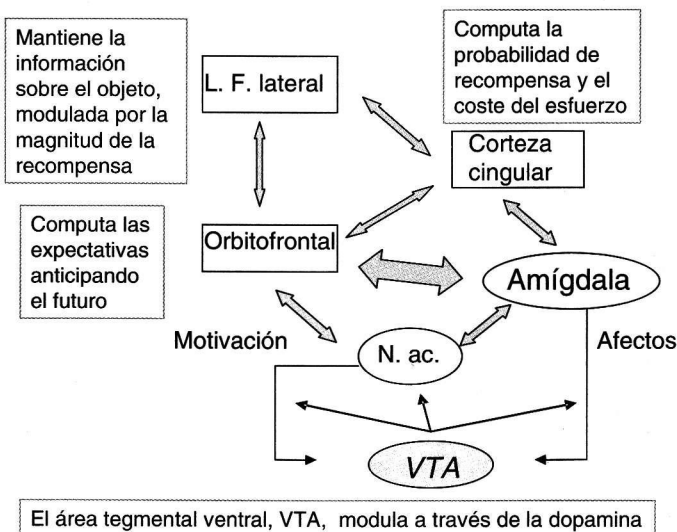 Mantiene la
información
sobre el objeto,
modulada por la
magnitud de la
recompensa
L. F. lateral
Computa la
probabilidad de
recompensa y el
coste del esfuerzo
Corteza
cingular
Computa las
expectativas
anticipando
el futuro
Orbitofrontal
Amígdala
Motivación
N. ac.
Afectos
VTA
El área tegmental ventral, VTA, modula a través de la dopamina